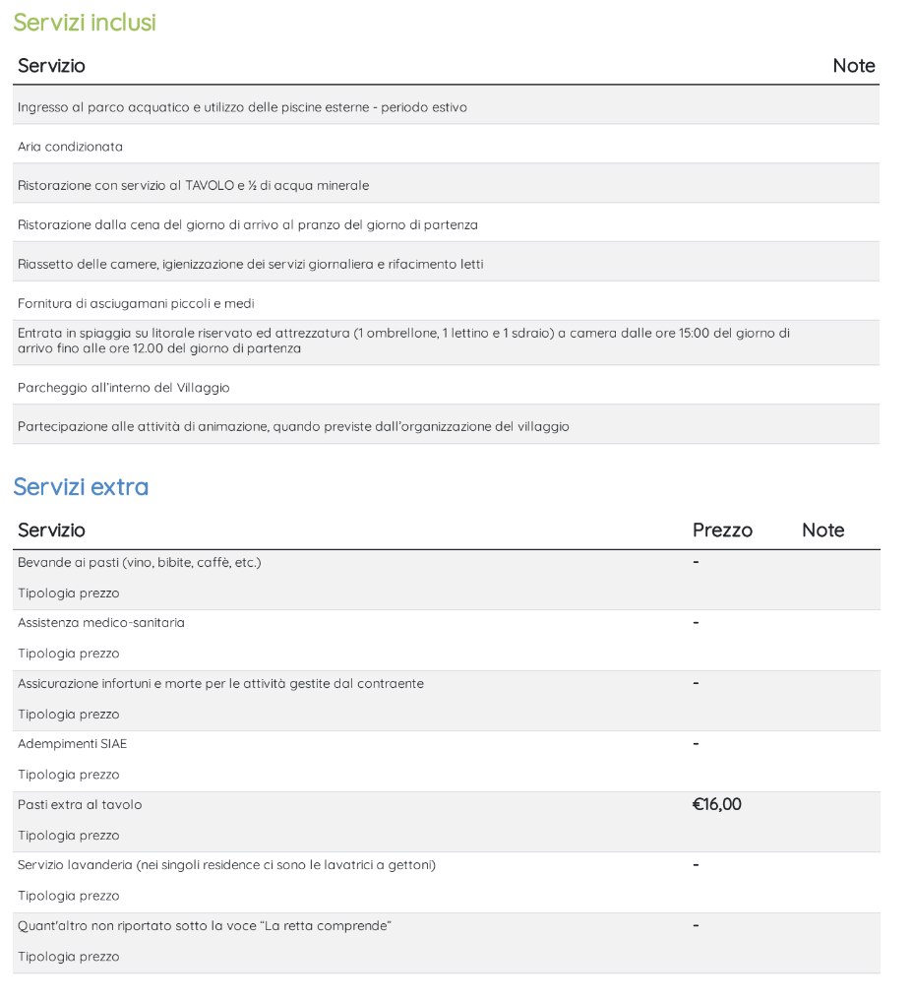 Servizi inclusi
Servizio Note
Ingresso al parco acquatico e utilizzo delle piscine esterne - periodo estivo
Aria condizionata
Ristorazione con servizio al TAVOLO e ½ di acqua minerale
Ristorazione dalla cena del giorno di arrivo al pranzo del giorno di partenza
Riassetto delle camere, igienizzazione dei servizi giornaliera e rifacimento letti
Fornitura di asciugamani piccoli e medi
Entrata in spiaggia su litorale riservato ed attrezzatura (1 ombrellone, 1 lettino e 1 sdraio) a camera dalle ore 15:00 del giorno di
arrivo fino alle ore 12.00 del giorno di partenza
Parcheggio all'interno del Villaggio
Partecipazione alle attività di animazione, quando previste dall'organizzazione del villaggio
Servizi extra
Servizio Prezzo Note
Bevande ai pasti (vino, bibite, caffè, etc.) -
Tipologia prezzo
Assistenza medico-sanitaria -
Tipologia prezzo
Assicurazione infortuni e morte per le attività gestite dal contraente -
Tipologia prezzo
Adempimenti SIAE -
Tipologia prezzo
Pasti extra al tavolo €16,00
Tipologia prezzo
Servizio lavanderia (nei singoli residence ci sono le lavatrici a gettoni) -
Tipologia prezzo
Quant'altro non riportato sotto la voce “La retta comprende” -
Tipologia prezzo